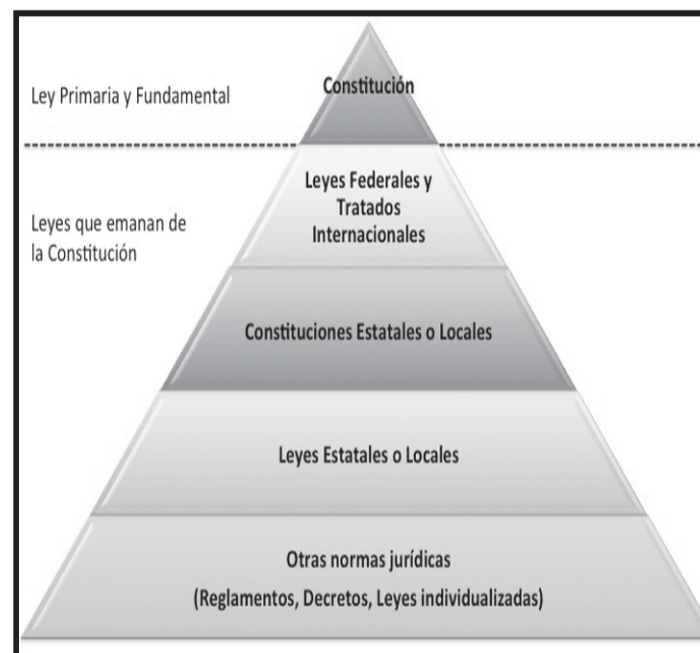 Constitución
Ley Primaria y Fundamental
Leyes Federales y
Tratados
Internacionales
Leyes que emanan de
la Constitución
Constituciones Estatales o Locales
Leyes Estatales o Locales
Otras normas jurídicas
(Reglamentos, Decretos, Leyes individualizadas)